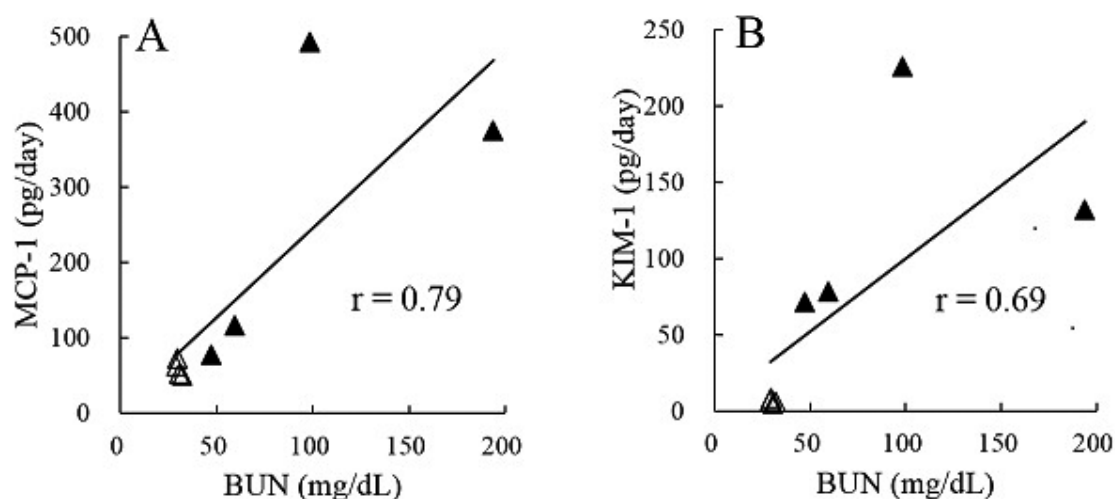 A
MCP-1 (pg/day)
500
400
300
200
100
0
r = 0.79
0 50 100 150 200
BUN (mg/dL)
B
KIM-1 (pg/day)
250
200
150
100
50
0
r = 0.69
0 50 100 150 200
BUN (mg/dL)